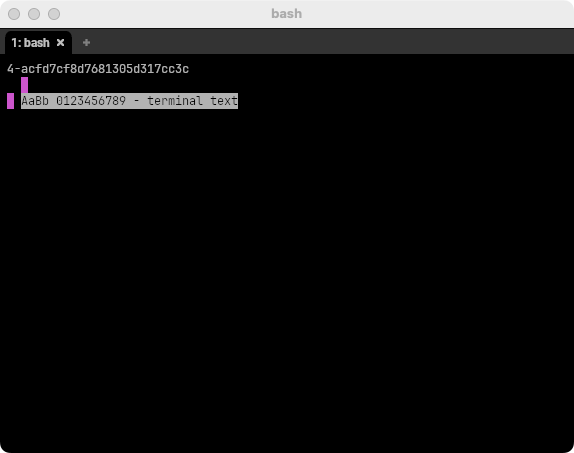 bash
1: bash × +
4-acfd7cf8d7681305d317cc3c
AaBb 0123456789 - terminal text